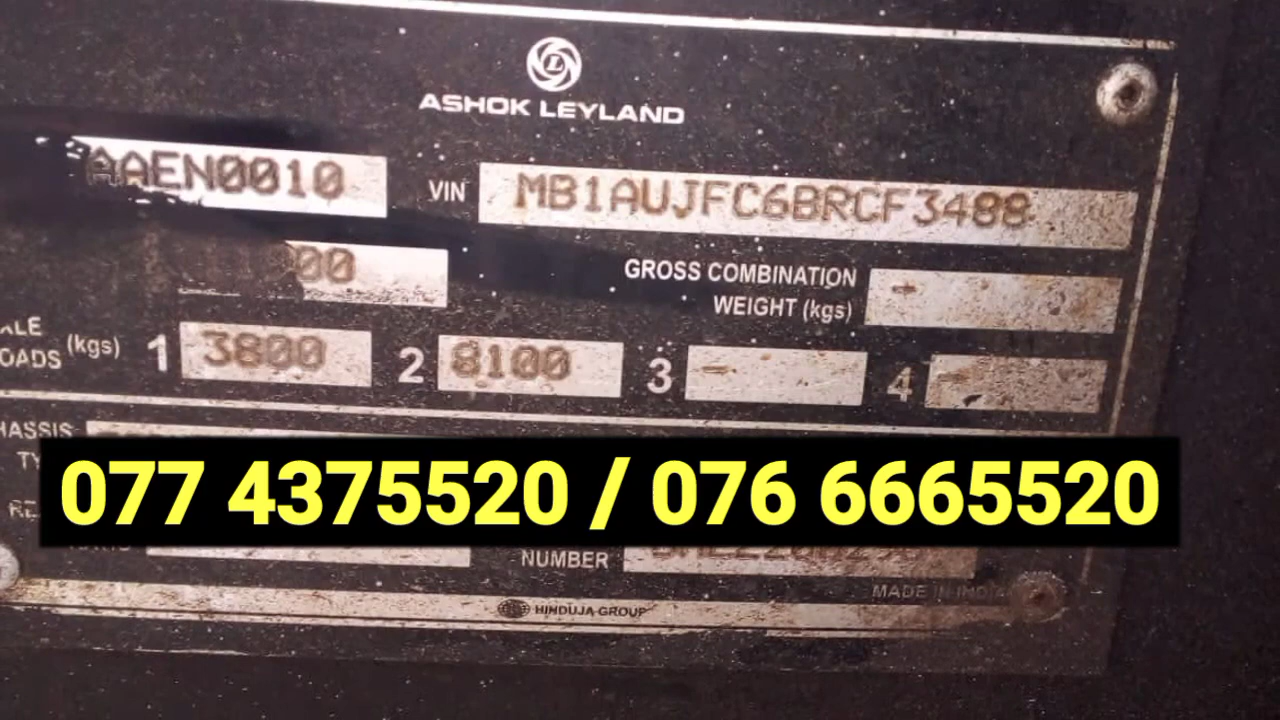 ASHOK LEYLAND
AAEN0010 VIN MB1AUJFC6BRCF3488
GROSS COMBINATION
WEIGHT (kgs) -
(kgs) 1 3800 2 8100 3 - 4 -
077 4375520 / 076 6665520
NUMBER
MADE IN INDIA
HINDUJA GROUP